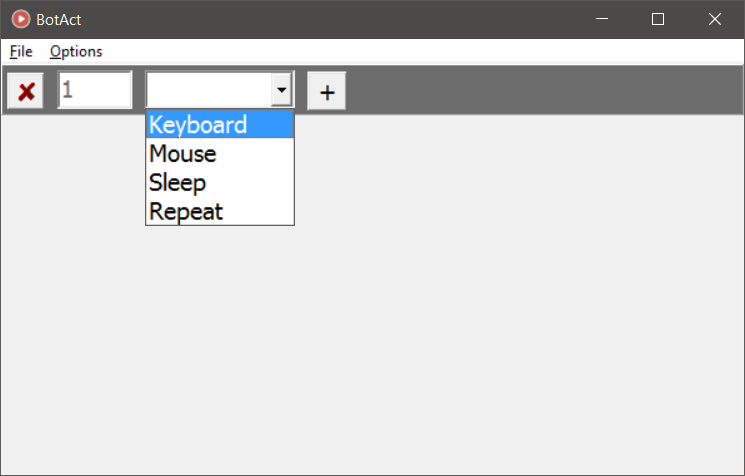 BotAct
File Options
1
+
Keyboard
Mouse
Sleep
Repeat